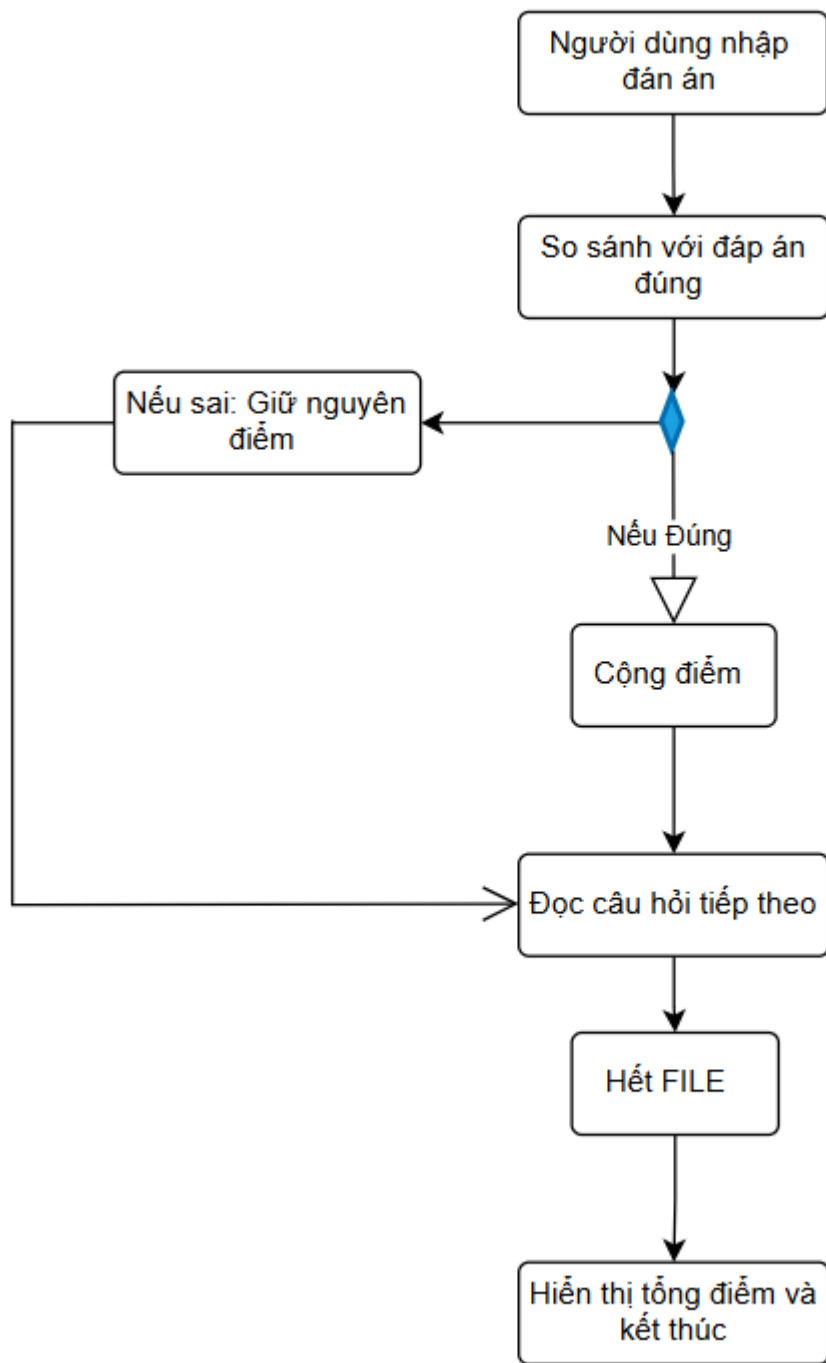 Người dùng nhập
đán án
So sánh với đáp án
đúng
Nếu sai: Giữ nguyên
điểm
Nếu Đúng
Cộng điểm
Đọc câu hỏi tiếp theo
Hết FILE
Hiển thị tổng điểm và
kết thúc